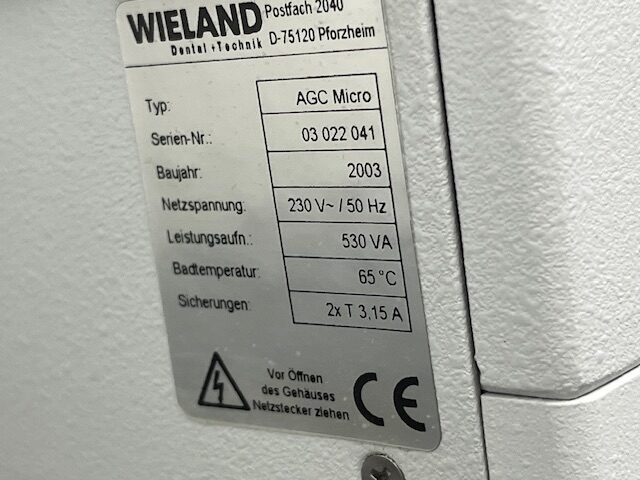 WIELAND
Dental+Technik
Postfach 2040
D-75120 Pforzheim
Typ: AGC Micro
Serien-Nr.: 03 022 041
Baujahr: 2003
Netzspannung: 230 V~ / 50 Hz
Leistungsaufn.: 530 VA
Badtemperatur: 65 °C
Sicherungen: 2x T 3,15 A
Vor Öffnen
des Gehäuses
Netzstecker ziehen
CE